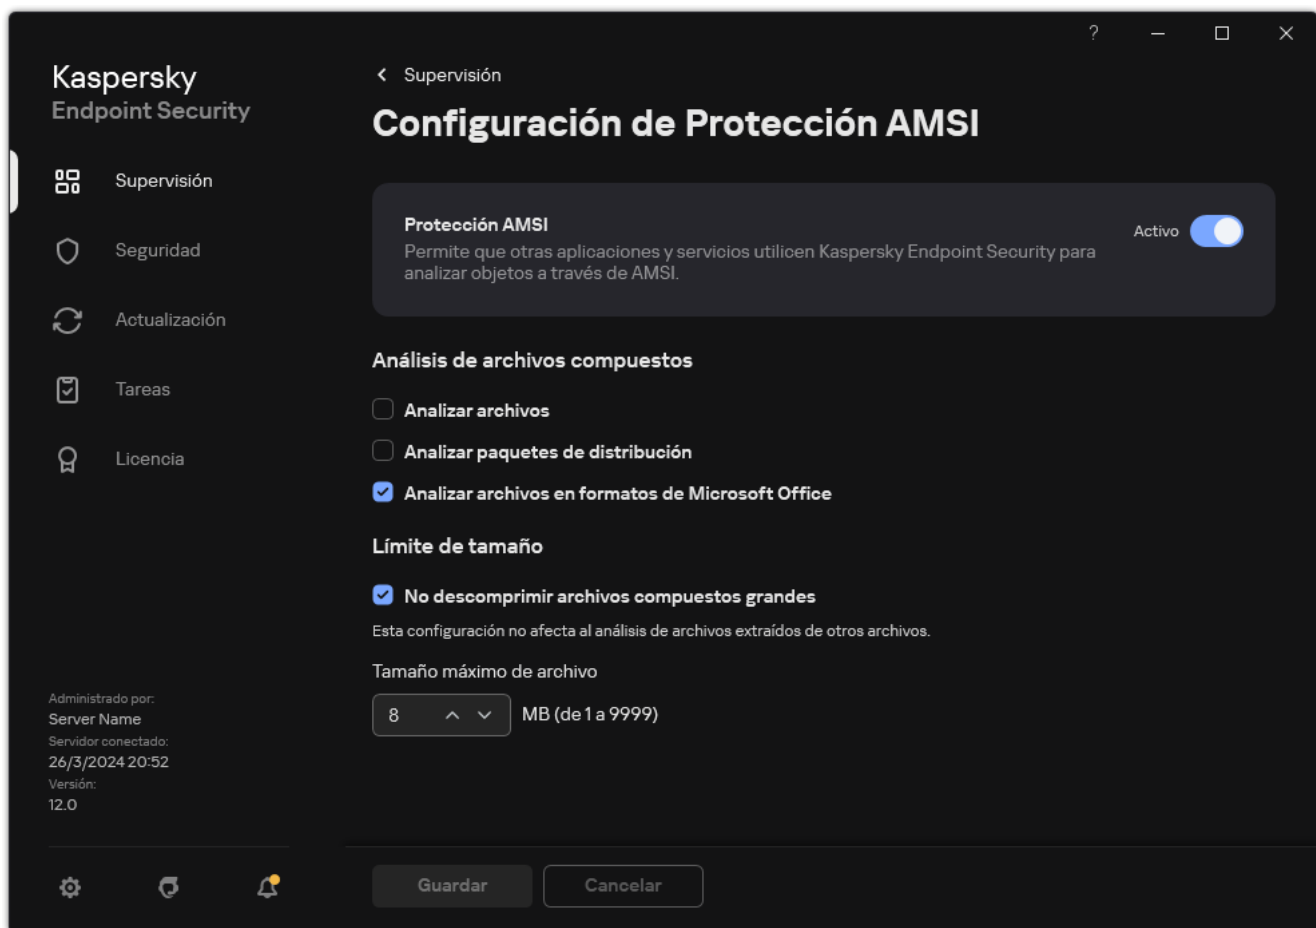 ?
Kaspersky
Endpoint Security
Supervisión
Seguridad
Actualización
Tareas
Licencia
Administrado por:
Server Name
Servidor conectado:
26/3/2024 20:52
Versión:
12.0
Supervisión
Configuración de Protección AMSI
Protección AMSI
Permite que otras aplicaciones y servicios utilicen Kaspersky Endpoint Security para
analizar objetos a través de AMSI.
Activo
Análisis de archivos compuestos
Analizar archivos
Analizar paquetes de distribución
Analizar archivos en formatos de Microsoft Office
Límite de tamaño
No descomprimir archivos compuestos grandes
Esta configuración no afecta al análisis de archivos extraídos de otros archivos.
Tamaño máximo de archivo
8 MB (de 1 a 9999)
Guardar
Cancelar